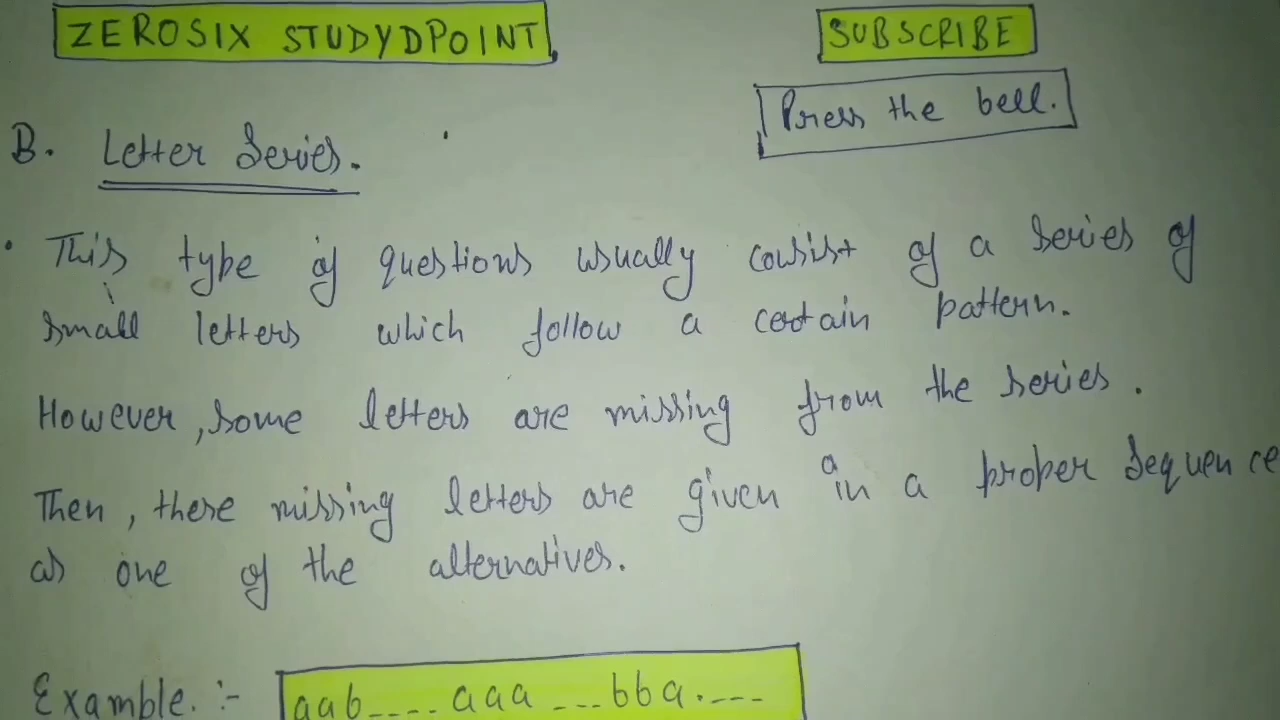 ZEROSIX STUDYDPOINT
SUBSCRIBE
Press the bell.
B. Letter Series.
• This type of questions usually cosist of a series of
small letters which follow a certain pattern.
However, some letters are missing from the series.
Then, these missing letters are given in a proper sequence
as one of the alternatives.
Examble :- aab---- aaa ---bba.---